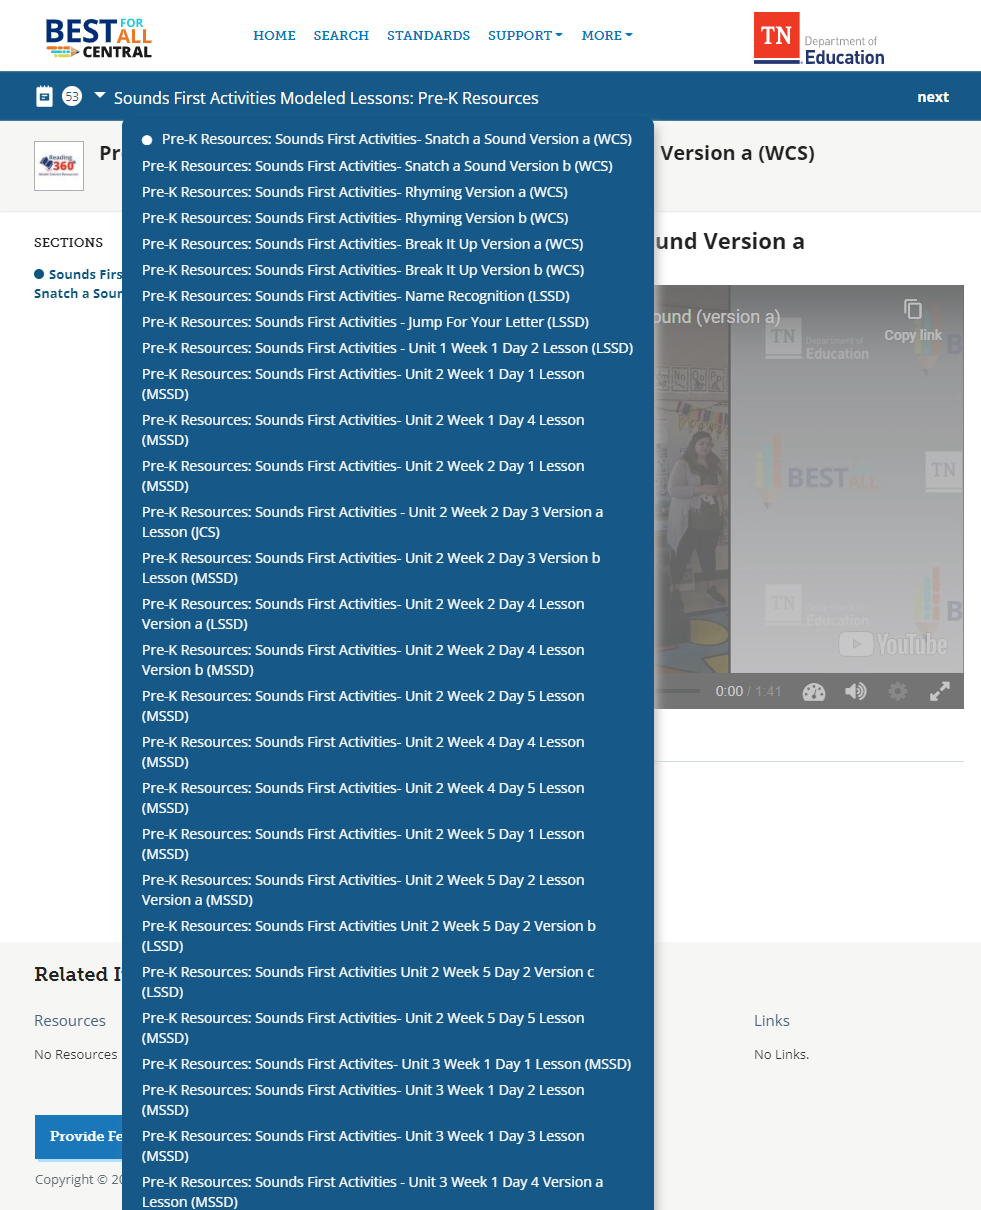 BEST FOR ALL CENTRAL
HOME SEARCH STANDARDS SUPPORT MORE
TN Department of Education
53 Sounds First Activities Modeled Lessons: Pre-K Resources next
Reading 360
Pr
Version a (WCS)
Pre-K Resources: Sounds First Activities- Snatch a Sound Version a (WCS)
Pre-K Resources: Sounds First Activities- Snatch a Sound Version b (WCS)
Pre-K Resources: Sounds First Activities- Rhyming Version a (WCS)
Pre-K Resources: Sounds First Activities- Rhyming Version b (WCS)
Pre-K Resources: Sounds First Activities- Break It Up Version a (WCS)
Pre-K Resources: Sounds First Activities- Break It Up Version b (WCS)
Pre-K Resources: Sounds First Activities- Name Recognition (LSSD)
Pre-K Resources: Sounds First Activities - Jump For Your Letter (LSSD)
Pre-K Resources: Sounds First Activities - Unit 1 Week 1 Day 2 Lesson (LSSD)
Pre-K Resources: Sounds First Activities- Unit 2 Week 1 Day 1 Lesson
(MSSD)
Pre-K Resources: Sounds First Activities- Unit 2 Week 1 Day 4 Lesson
(MSSD)
Pre-K Resources: Sounds First Activities- Unit 2 Week 2 Day 1 Lesson
(MSSD)
Pre-K Resources: Sounds First Activities - Unit 2 Week 2 Day 3 Version a
Lesson (JCS)
Pre-K Resources: Sounds First Activities- Unit 2 Week 2 Day 3 Version b
Lesson (MSSD)
Pre-K Resources: Sounds First Activities- Unit 2 Week 2 Day 4 Lesson
Version a (LSSD)
Pre-K Resources: Sounds First Activities- Unit 2 Week 2 Day 4 Lesson
Version b (MSSD)
Pre-K Resources: Sounds First Activities- Unit 2 Week 2 Day 5 Lesson
(MSSD)
Pre-K Resources: Sounds First Activities- Unit 2 Week 4 Day 4 Lesson
(MSSD)
Pre-K Resources: Sounds First Activities- Unit 2 Week 4 Day 5 Lesson
(MSSD)
Pre-K Resources: Sounds First Activities- Unit 2 Week 5 Day 1 Lesson
(MSSD)
Pre-K Resources: Sounds First Activities- Unit 2 Week 5 Day 2 Lesson
Version a (MSSD)
Pre-K Resources: Sounds First Activities Unit 2 Week 5 Day 2 Version b
(LSSD)
Pre-K Resources: Sounds First Activities Unit 2 Week 5 Day 2 Version c
(LSSD)
Pre-K Resources: Sounds First Activities- Unit 2 Week 5 Day 5 Lesson
(MSSD)
Pre-K Resources: Sounds First Activites- Unit 3 Week 1 Day 1 Lesson (MSSD)
Pre-K Resources: Sounds First Activities- Unit 3 Week 1 Day 2 Lesson
(MSSD)
Pre-K Resources: Sounds First Activities- Unit 3 Week 1 Day 3 Lesson
(MSSD)
Pre-K Resources: Sounds First Activities - Unit 3 Week 1 Day 4 Version a
Lesson (MSSD)
SECTIONS
Sounds Firs
Snatch a Soun
und Version a
ound (version a)
Copy link
TN Department of Education
BEST FOR ALL
TN
TN Department of Education
YouTube
0:00 / 1:41
Related I
Resources
No Resources
Links
No Links.
Provide Fe
Copyright © 20